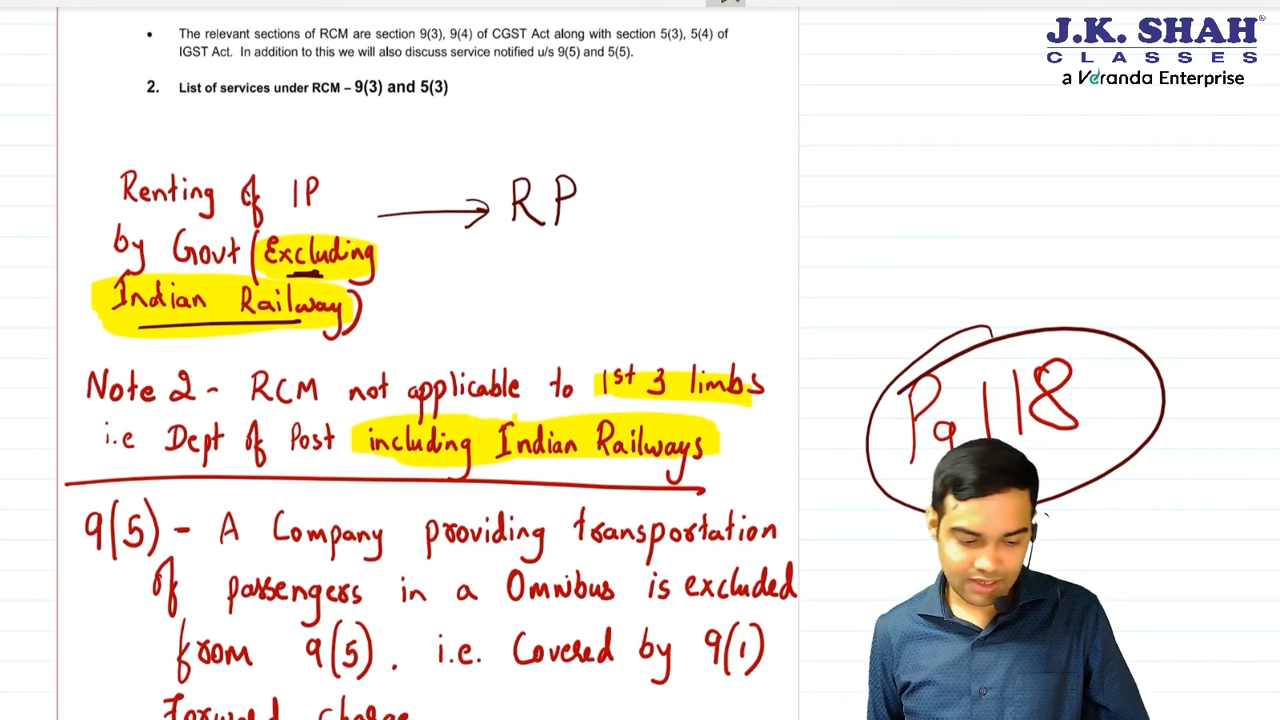 • The relevant sections of RCM are section 9(3), 9(4) of CGST Act along with section 5(3), 5(4) of
IGST Act. In addition to this we will also discuss service notified u/s 9(5) and 5(5).
2. List of services under RCM – 9(3) and 5(3)
J.K. SHAH
CLASSES
a Veranda Enterprise
Renting of IP → RP
by Govt (Excluding
Indian Railway)
Note 2 - RCM not applicable to 1st 3 limbs
i.e Dept of Post including Indian Railways
Pg 118
9(5) - A Company providing transportation
of passengers in a Omnibus is excluded
from 9(5). i.e. Covered by 9(1)
Forward charge